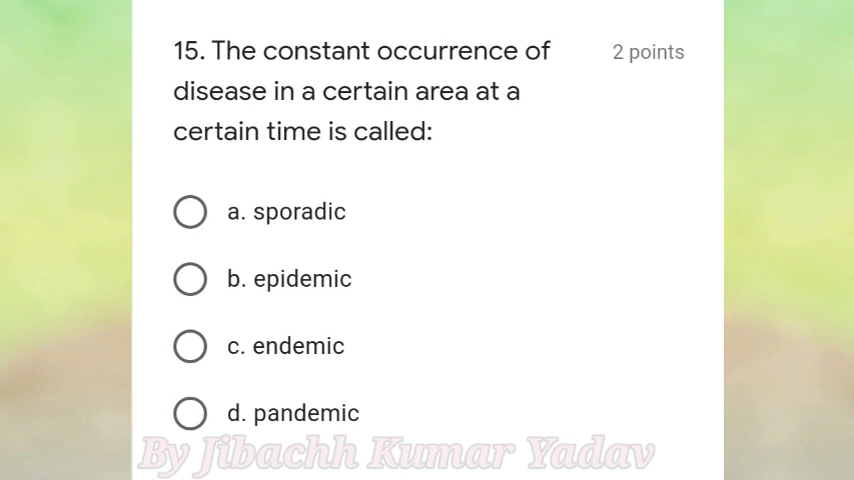 15. The constant occurrence of 2 points
disease in a certain area at a
certain time is called:
a. sporadic
b. epidemic
c. endemic
d. pandemic
By Jibachh Kumar Yadav